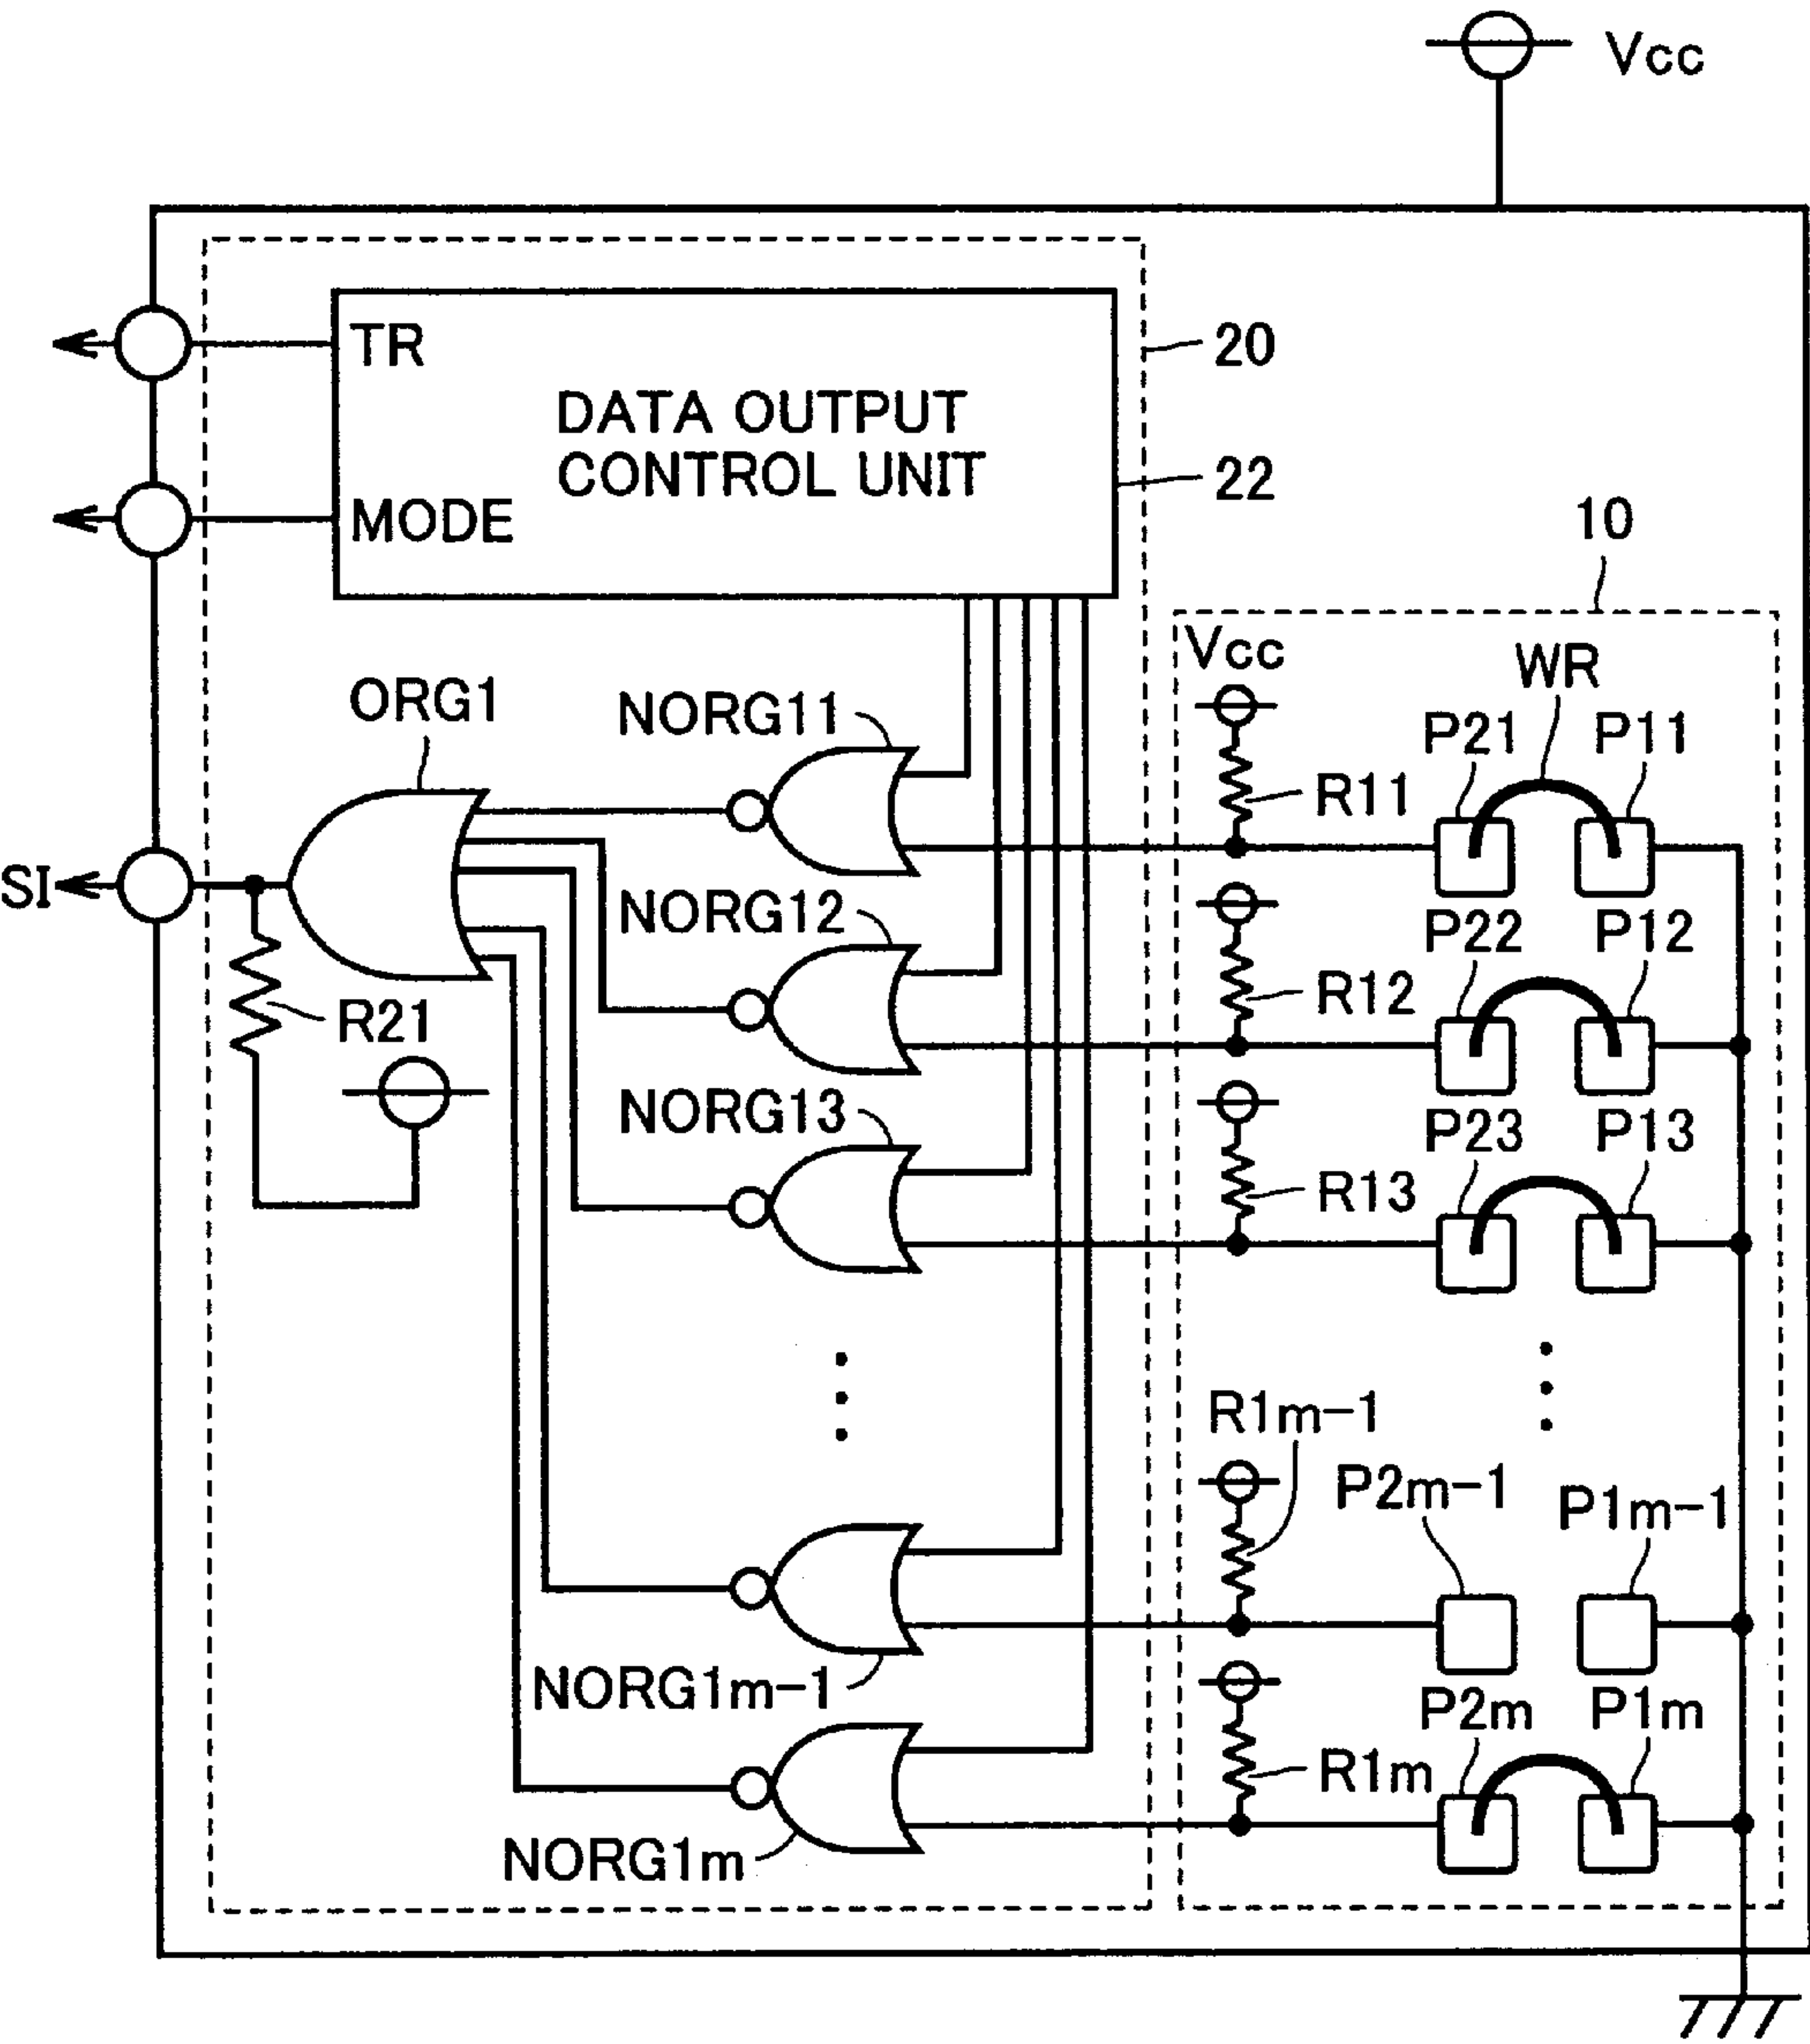 Vcc
TR
20
DATA OUTPUT
CONTROL UNIT
22
MODE
10
Vcc
WR
ORG1
NORG11
P21
P11
R11
SI
NORG12
P22
P12
R12
R21
NORG13
P23
P13
R13
R1m-1
P2m-1
P1m-1
NORG1m-1
P2m
P1m
R1m
NORG1m